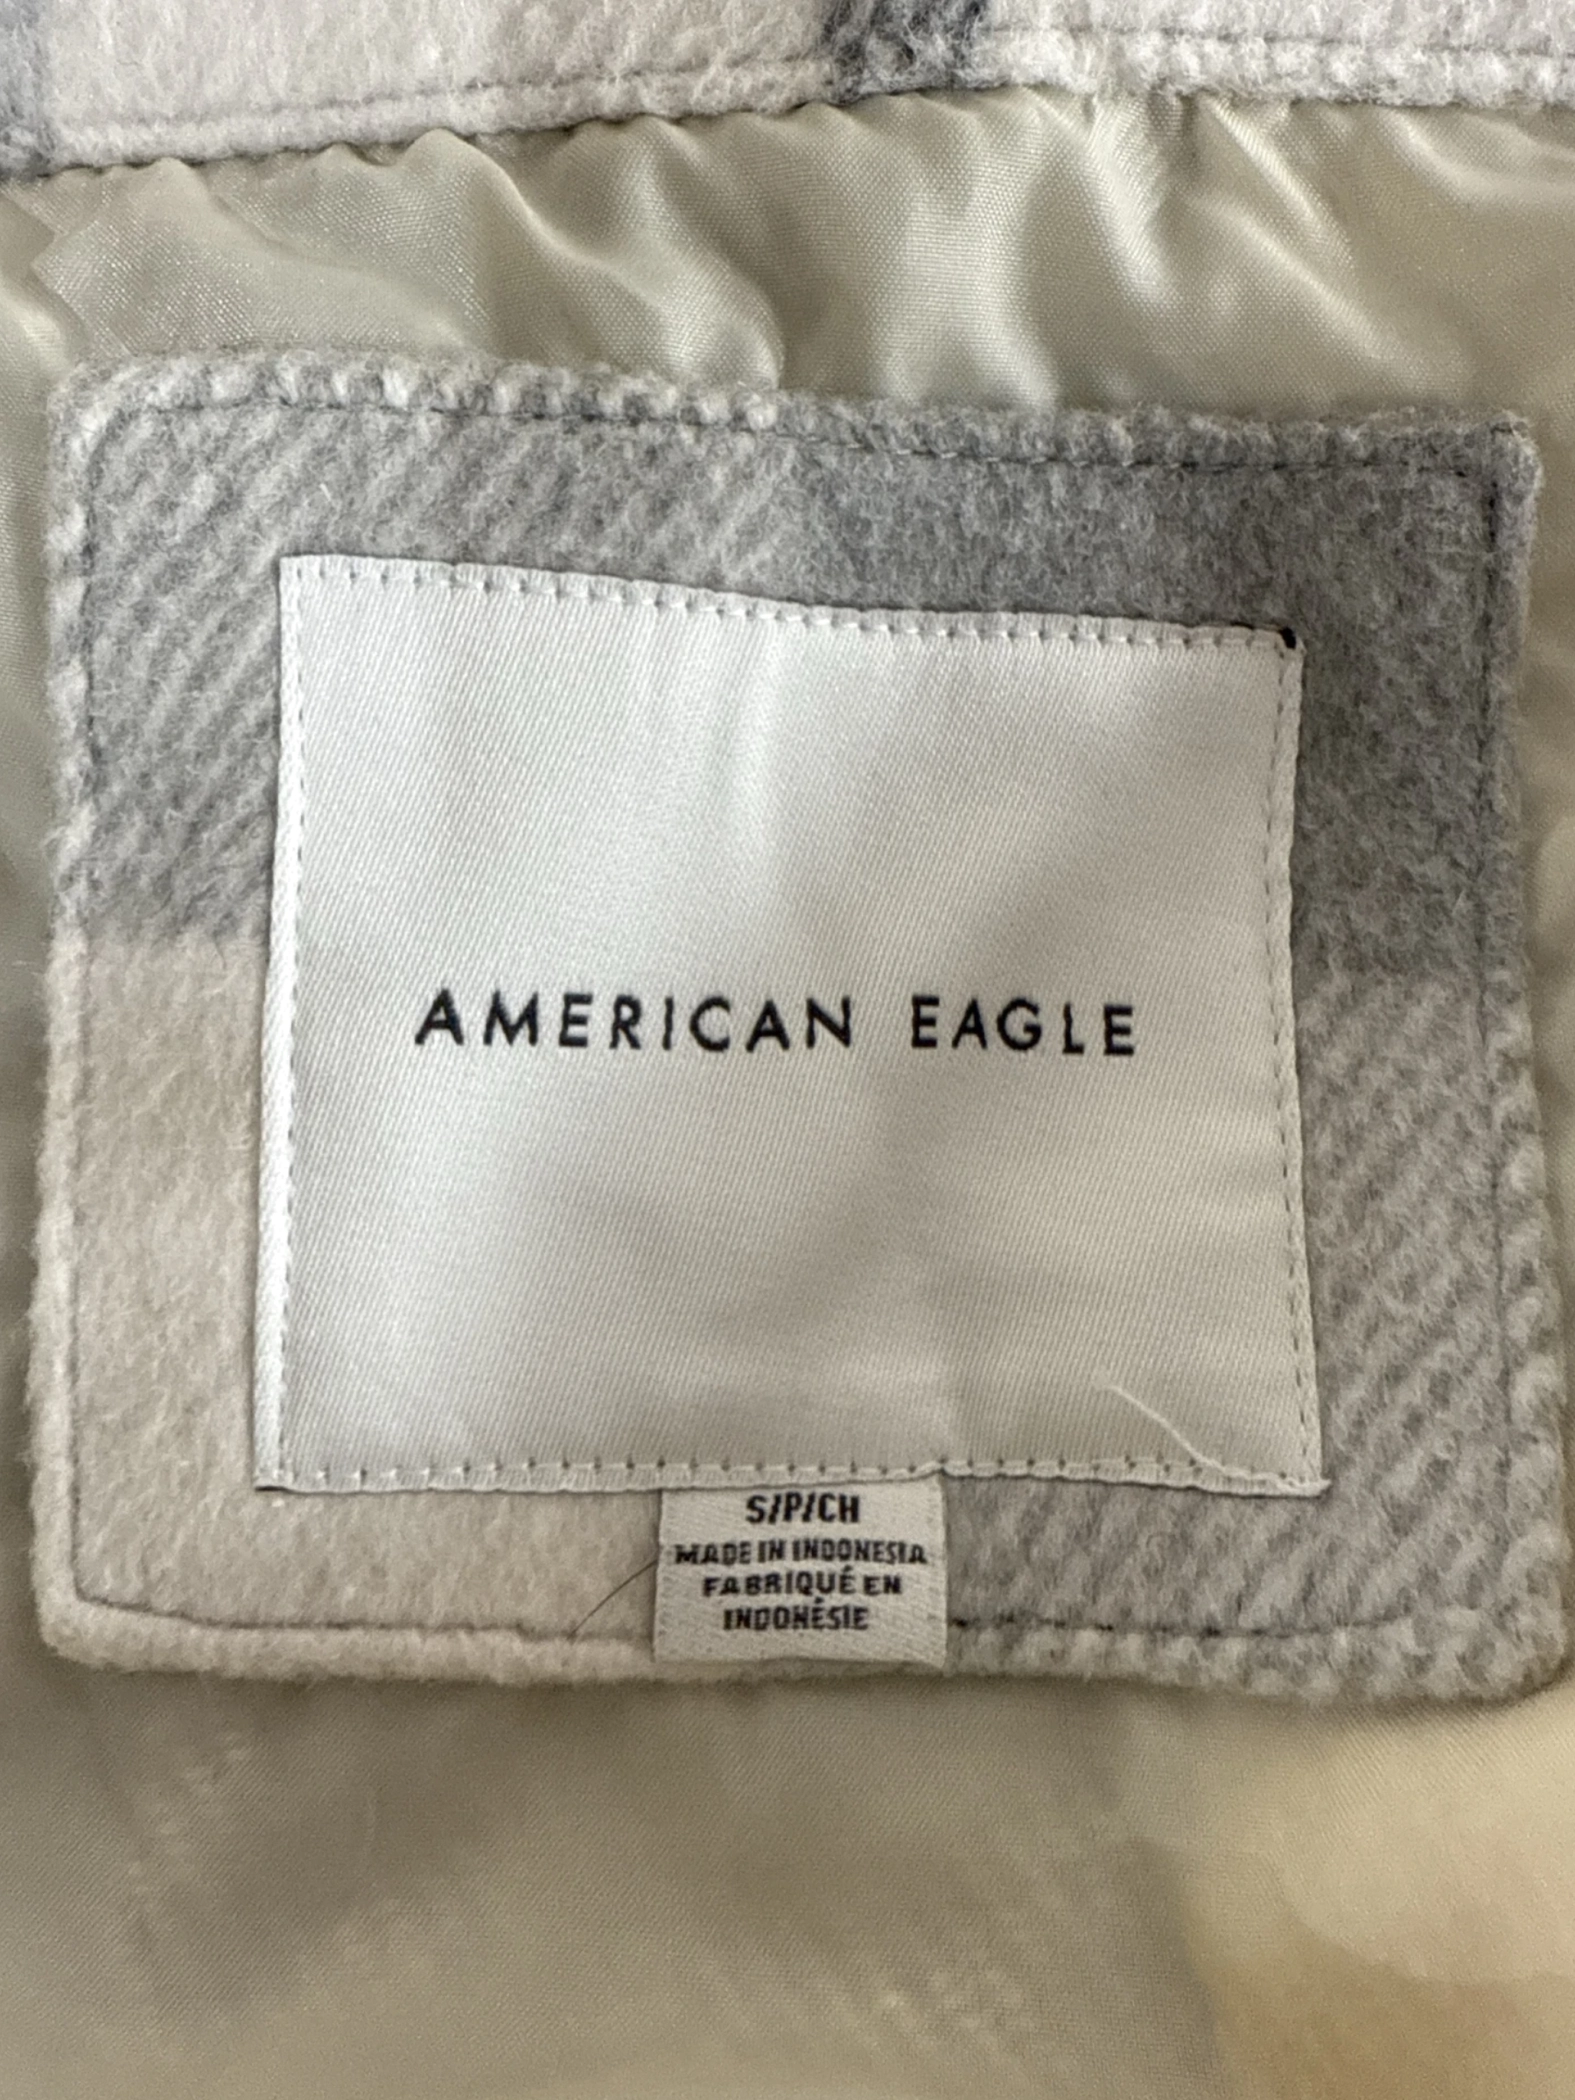 AMERICAN EAGLE
S/P/CH
MADE IN INDONESIA
FABRIQUÉ EN
INDONÉSIE